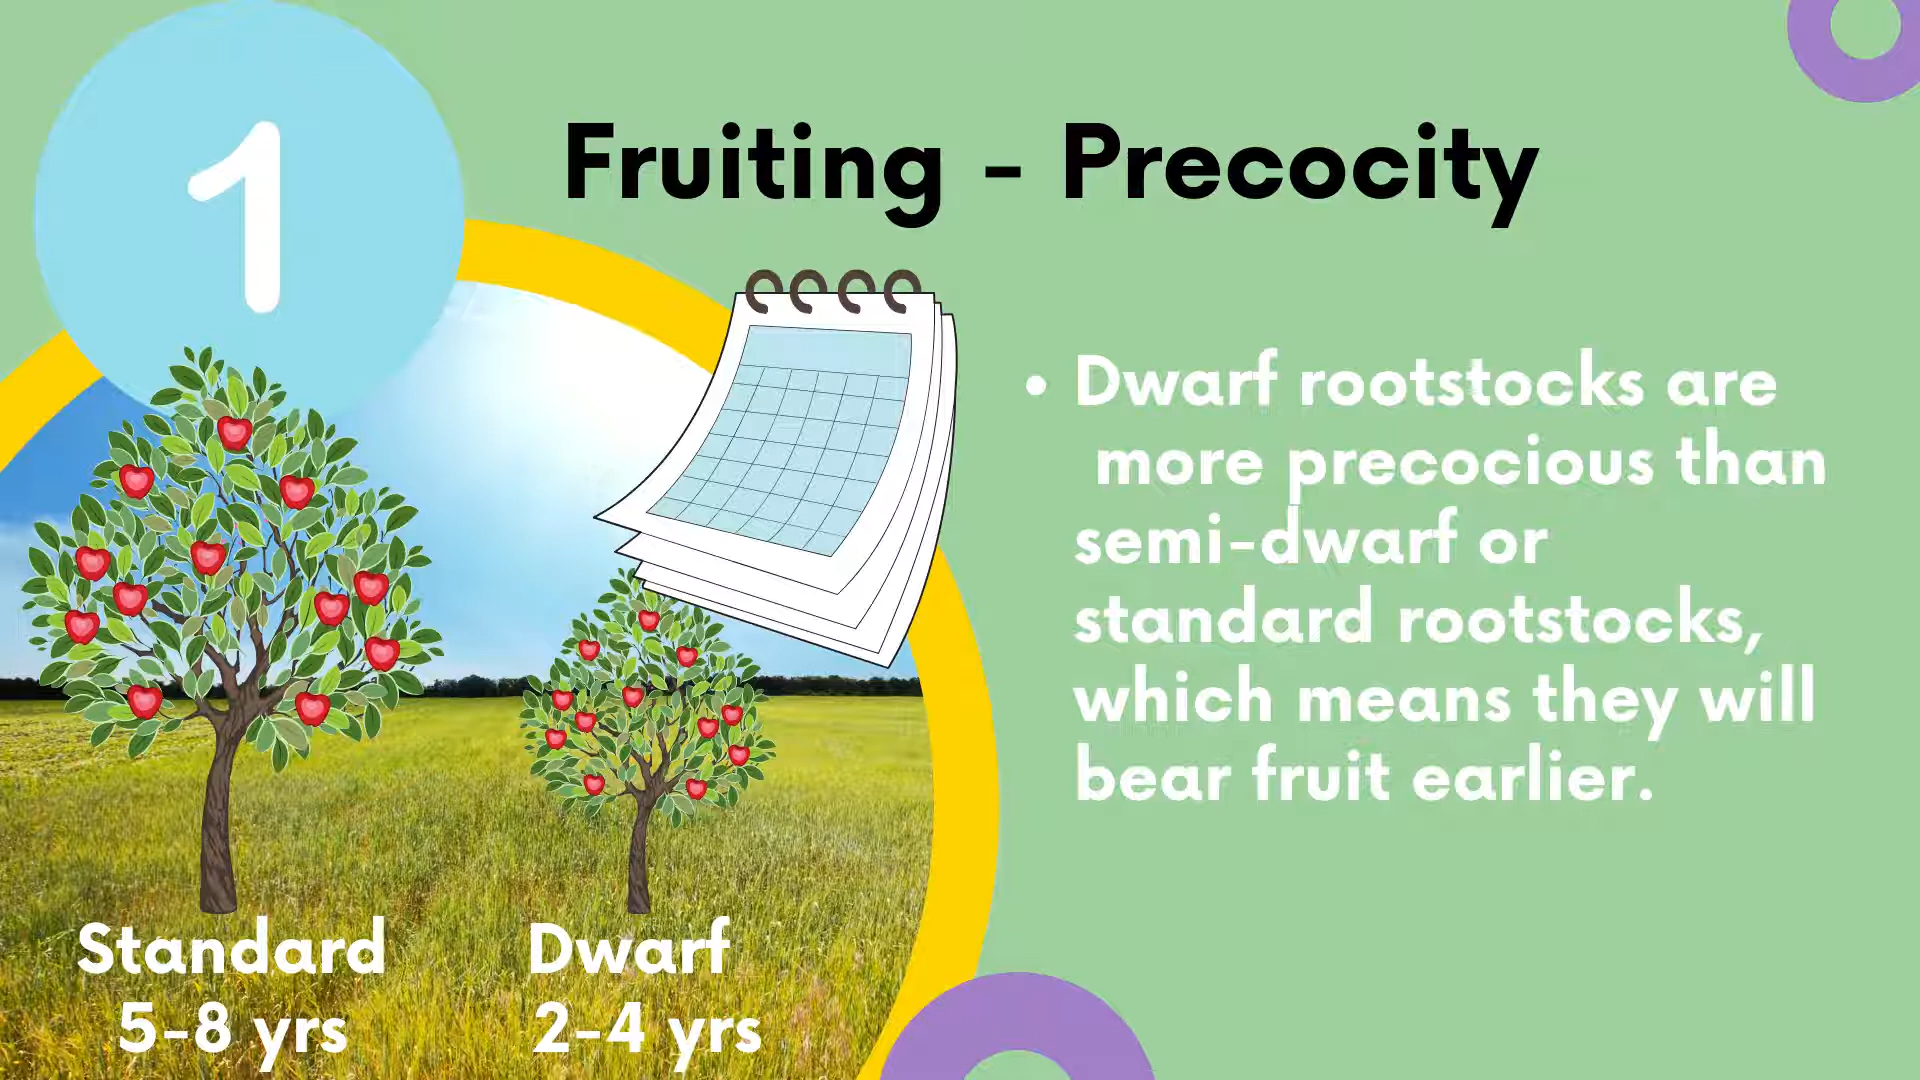 1
Fruiting - Precocity
• Dwarf rootstocks are
more precocious than
semi-dwarf or
standard rootstocks,
which means they will
bear fruit earlier.
Standard
5-8 yrs
Dwarf
2-4 yrs